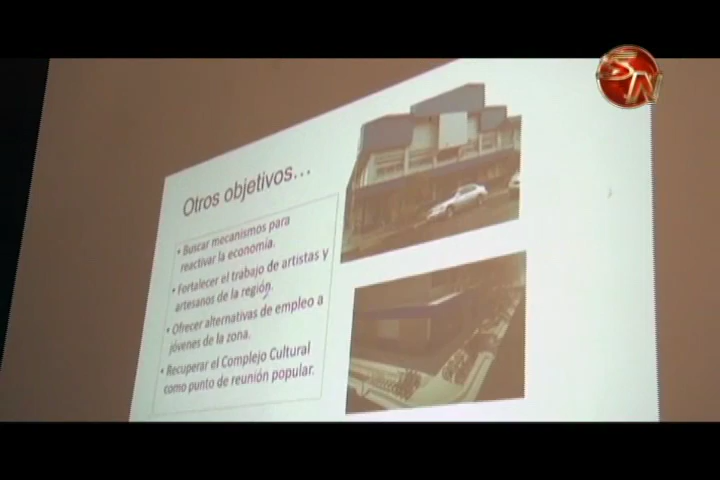 SN
Otros objetivos...
• Buscar mecanismos para
reactivar la economía.
• Fortalecer el trabajo de artistas y
artesanos de la región.
• Ofrecer alternativas de empleo a
jóvenes de la zona.
• Recuperar el Complejo Cultural
como punto de reunión popular.